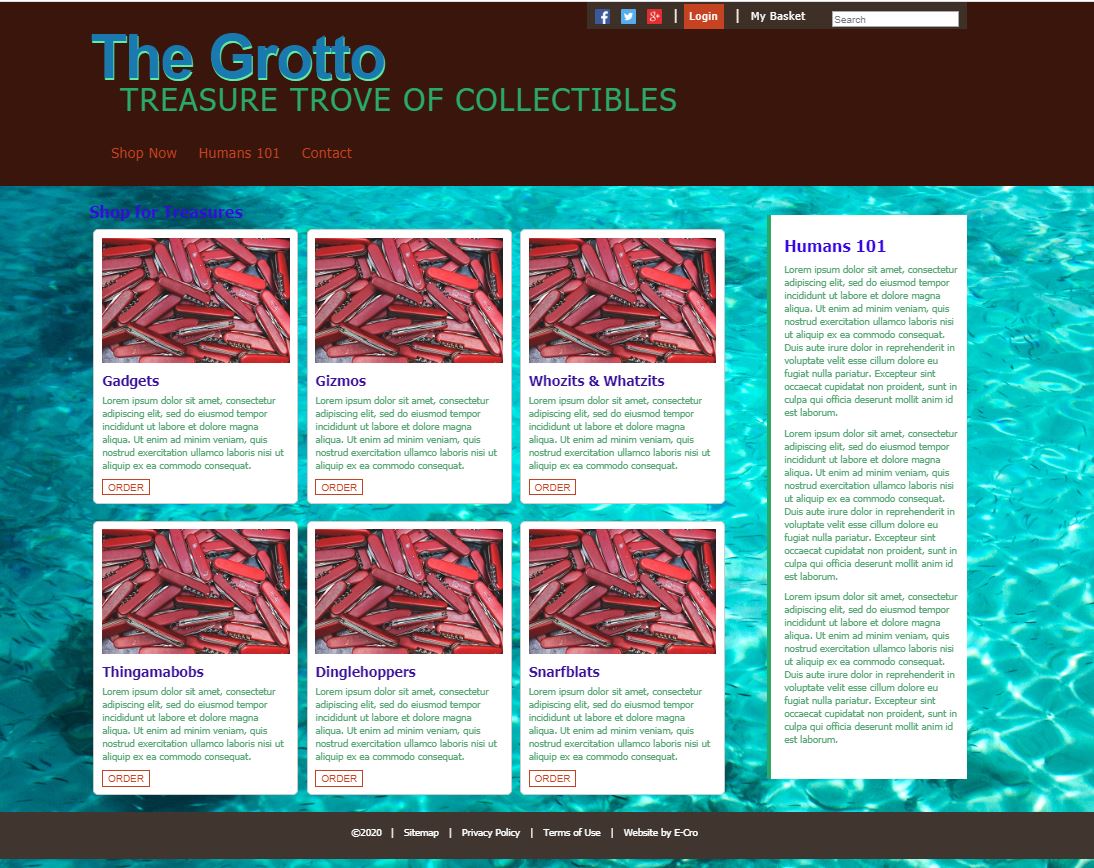 Login | My Basket Search
The Grotto
TREASURE TROVE OF COLLECTIBLES
Shop Now Humans 101 Contact
Shop for Treasures
Gadgets
Lorem ipsum dolor sit amet, consectetur
adipiscing elit, sed do eiusmod tempor
incididunt ut labore et dolore magna
aliqua. Ut enim ad minim veniam, quis
nostrud exercitation ullamco laboris nisi ut
aliquip ex ea commodo consequat.
ORDER
Gizmos
Lorem ipsum dolor sit amet, consectetur
adipiscing elit, sed do eiusmod tempor
incididunt ut labore et dolore magna
aliqua. Ut enim ad minim veniam, quis
nostrud exercitation ullamco laboris nisi ut
aliquip ex ea commodo consequat.
ORDER
Whozits & Whatzits
Lorem ipsum dolor sit amet, consectetur
adipiscing elit, sed do eiusmod tempor
incididunt ut labore et dolore magna
aliqua. Ut enim ad minim veniam, quis
nostrud exercitation ullamco laboris nisi ut
aliquip ex ea commodo consequat.
ORDER
Thingamabobs
Lorem ipsum dolor sit amet, consectetur
adipiscing elit, sed do eiusmod tempor
incididunt ut labore et dolore magna
aliqua. Ut enim ad minim veniam, quis
nostrud exercitation ullamco laboris nisi ut
aliquip ex ea commodo consequat.
ORDER
Dinglehoppers
Lorem ipsum dolor sit amet, consectetur
adipiscing elit, sed do eiusmod tempor
incididunt ut labore et dolore magna
aliqua. Ut enim ad minim veniam, quis
nostrud exercitation ullamco laboris nisi ut
aliquip ex ea commodo consequat.
ORDER
Snarfblats
Lorem ipsum dolor sit amet, consectetur
adipiscing elit, sed do eiusmod tempor
incididunt ut labore et dolore magna
aliqua. Ut enim ad minim veniam, quis
nostrud exercitation ullamco laboris nisi ut
aliquip ex ea commodo consequat.
ORDER
Humans 101
Lorem ipsum dolor sit amet, consectetur
adipiscing elit, sed do eiusmod tempor
incididunt ut labore et dolore magna
aliqua. Ut enim ad minim veniam, quis
nostrud exercitation ullamco laboris nisi
ut aliquip ex ea commodo consequat.
Duis aute irure dolor in reprehenderit in
voluptate velit esse cillum dolore eu
fugiat nulla pariatur. Excepteur sint
occaecat cupidatat non proident, sunt in
culpa qui officia deserunt mollit anim id
est laborum.
Lorem ipsum dolor sit amet, consectetur
adipiscing elit, sed do eiusmod tempor
incididunt ut labore et dolore magna
aliqua. Ut enim ad minim veniam, quis
nostrud exercitation ullamco laboris nisi
ut aliquip ex ea commodo consequat.
Duis aute irure dolor in reprehenderit in
voluptate velit esse cillum dolore eu
fugiat nulla pariatur. Excepteur sint
occaecat cupidatat non proident, sunt in
culpa qui officia deserunt mollit anim id
est laborum.
Lorem ipsum dolor sit amet, consectetur
adipiscing elit, sed do eiusmod tempor
incididunt ut labore et dolore magna
aliqua. Ut enim ad minim veniam, quis
nostrud exercitation ullamco laboris nisi
ut aliquip ex ea commodo consequat.
Duis aute irure dolor in reprehenderit in
voluptate velit esse cillum dolore eu
fugiat nulla pariatur. Excepteur sint
occaecat cupidatat non proident, sunt in
culpa qui officia deserunt mollit anim id
est laborum.
©2020 | Sitemap | Privacy Policy | Terms of Use | Website by E-Cro